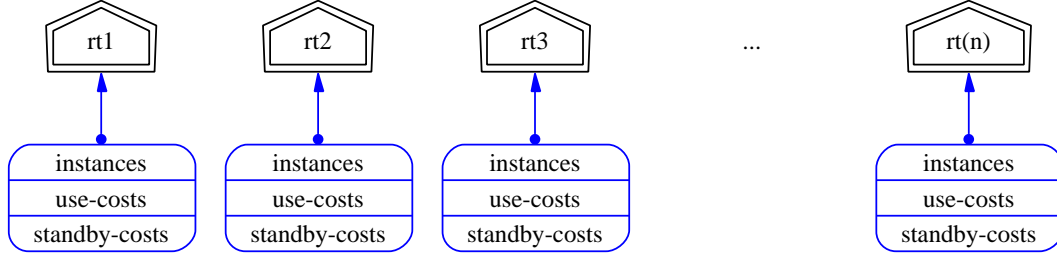 rt1 rt2 rt3 ... rt(n)
instances instances instances instances
use-costs use-costs use-costs use-costs
standby-costs standby-costs standby-costs standby-costs